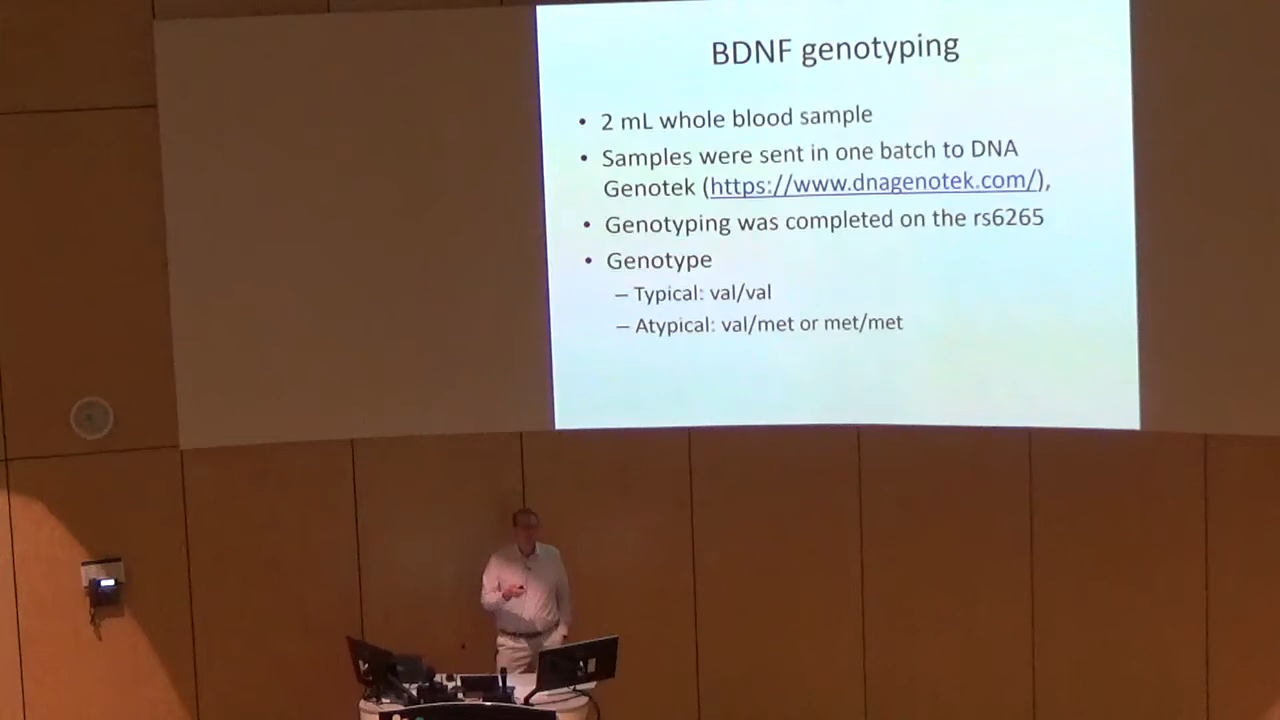 BDNF genotyping
• 2 mL whole blood sample
• Samples were sent in one batch to DNA
Genotek (https://www.dnagenotek.com/),
• Genotyping was completed on the rs6265
• Genotype
– Typical: val/val
– Atypical: val/met or met/met